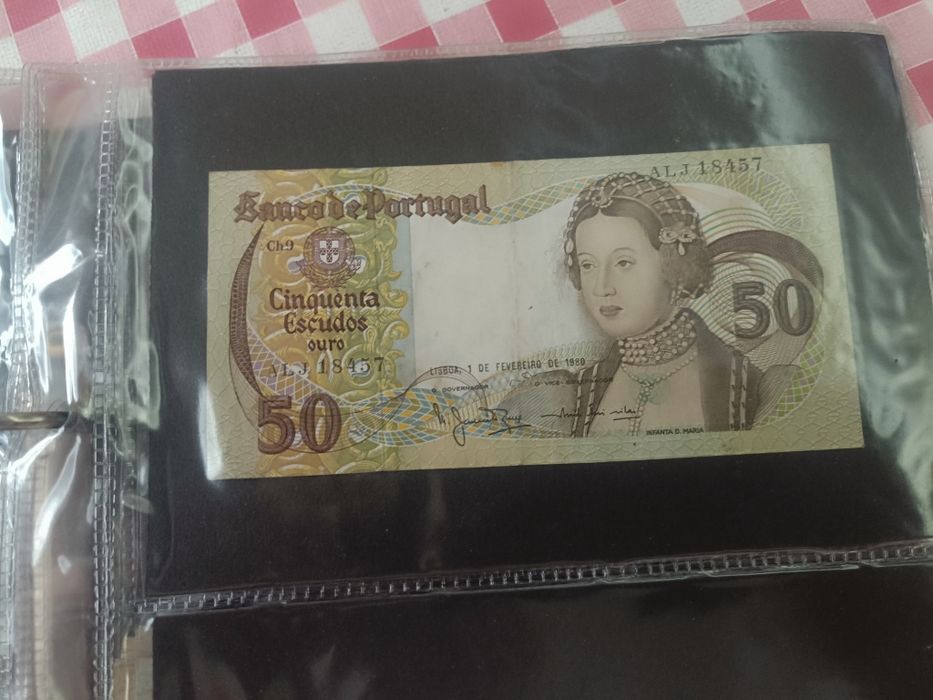 ALJ 18457
Banco de Portugal
Ch.9
Cinquenta
Escudos
ouro
50
ALJ 18457
LISBOA, 1 DE FEVEREIRO DE 1980
O GOVERNADOR
O VICE-GOVERNADOR
50
INFANTA D. MARIA